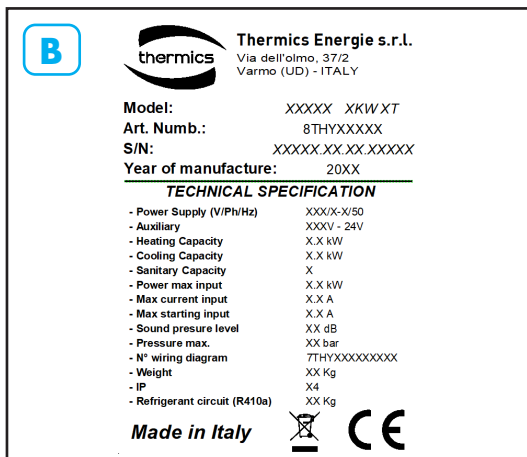 B
thermics
Thermics Energie s.r.l.
Via dell'olmo, 37/2
Varmo (UD) - ITALY
Model: XXXXX XKW XT
Art. Numb.: 8THYXXXXX
S/N: XXXXX.XX.XX.XXXXX
Year of manufacture: 20XX
TECHNICAL SPECIFICATION
- Power Supply (V/Ph/Hz) XXX/X-X/50
- Auxiliary XXXV - 24V
- Heating Capacity X.X kW
- Cooling Capacity X.X kW
- Sanitary Capacity X
- Power max input X.X kW
- Max current input X.X A
- Max starting input X.X A
- Sound presure level XX dB
- Pressure max. XX bar
- N° wiring diagram 7THYXXXXXXXXX
- Weight XX Kg
- IP X4
- Refrigerant circuit (R410a) XX Kg
Made in Italy CE